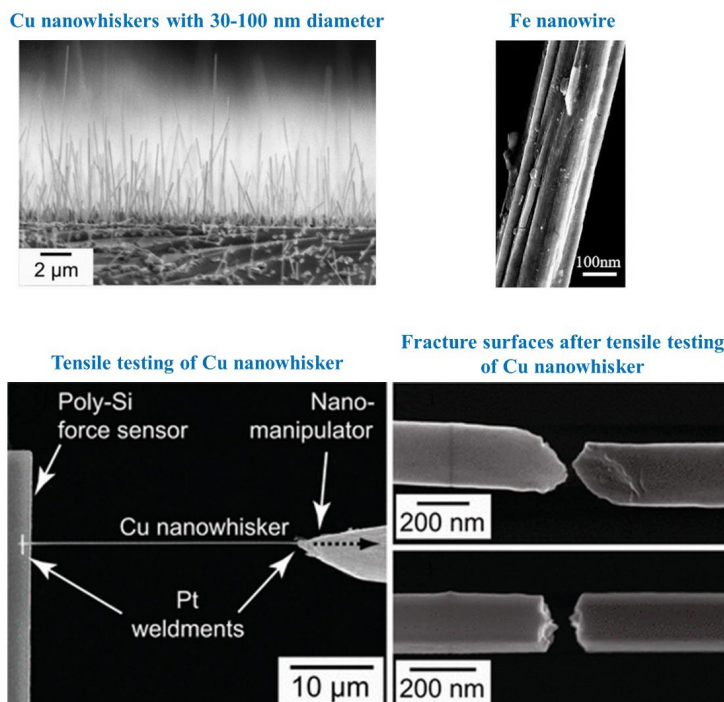 Cu nanowhiskers with 30-100 nm diameter
Fe nanowire
2 µm
100nm
Tensile testing of Cu nanowhisker
Fracture surfaces after tensile testing
of Cu nanowhisker
Poly-Si
force sensor
Nano-
manipulator
Cu nanowhisker
Pt
weldments
10 µm
200 nm
200 nm